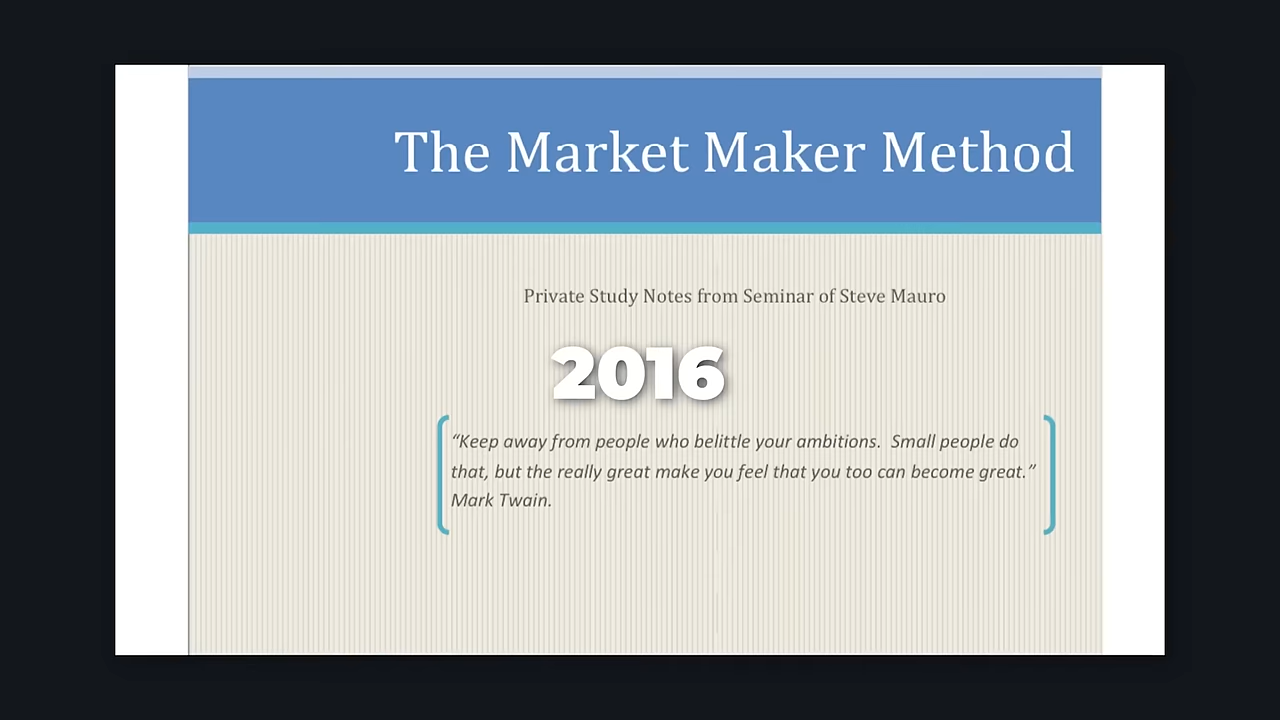 The Market Maker Method
Private Study Notes from Seminar of Steve Mauro
2016
“Keep away from people who belittle your ambitions. Small people do
that, but the really great make you feel that you too can become great.”
Mark Twain.